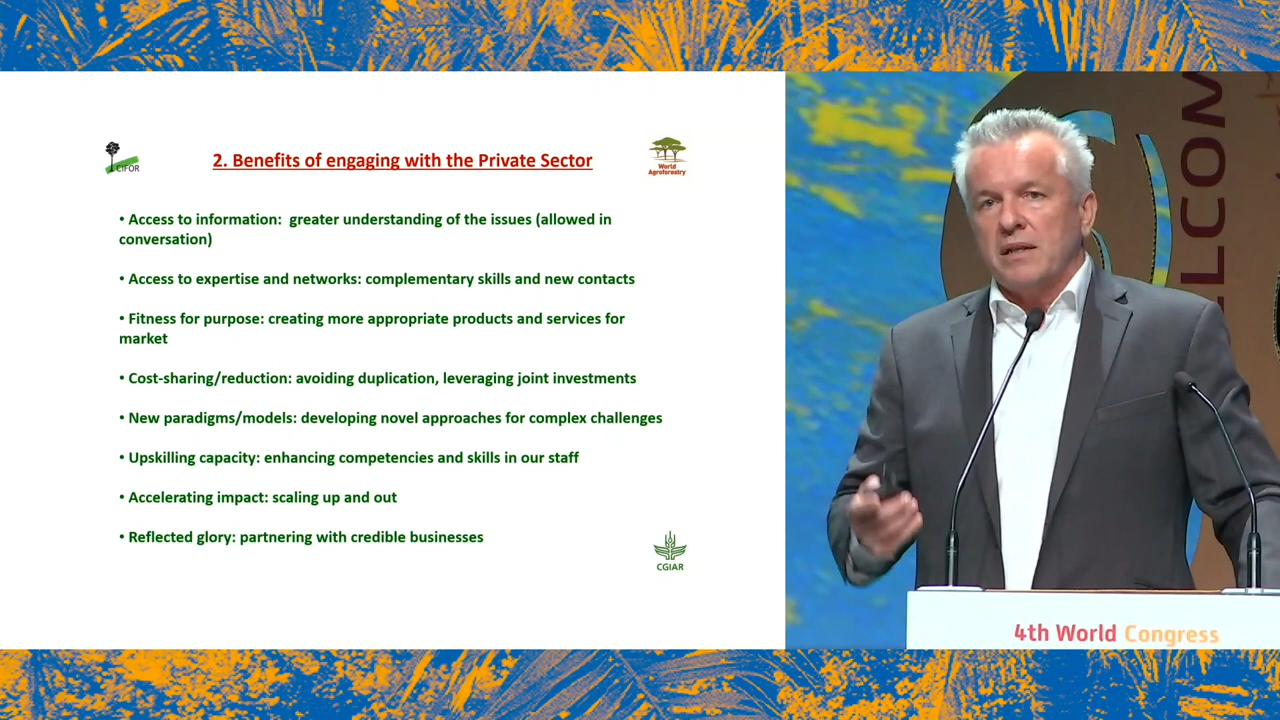 CIFOR
2. Benefits of engaging with the Private Sector
World
Agroforestry
• Access to information:  greater understanding of the issues (allowed in
conversation)
• Access to expertise and networks: complementary skills and new contacts
• Fitness for purpose: creating more appropriate products and services for
market
• Cost-sharing/reduction: avoiding duplication, leveraging joint investments
• New paradigms/models: developing novel approaches for complex challenges
• Upskilling capacity: enhancing competencies and skills in our staff
• Accelerating impact: scaling up and out
• Reflected glory: partnering with credible businesses
CGIAR
LCOM
4th World Congress